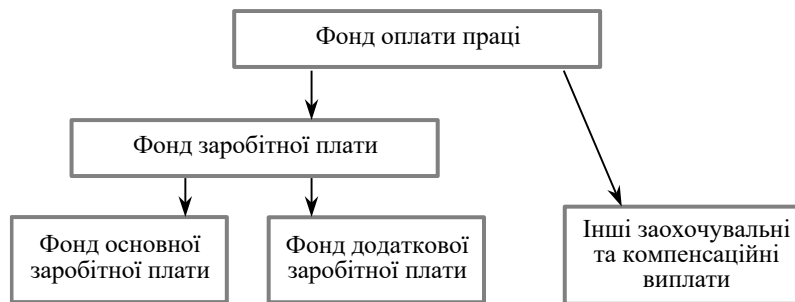 Фонд оплати праці
Фонд заробітної плати
Фонд основної
заробітної плати
Фонд додаткової
заробітної плати
Інші заохочувальні
та компенсаційні
виплати